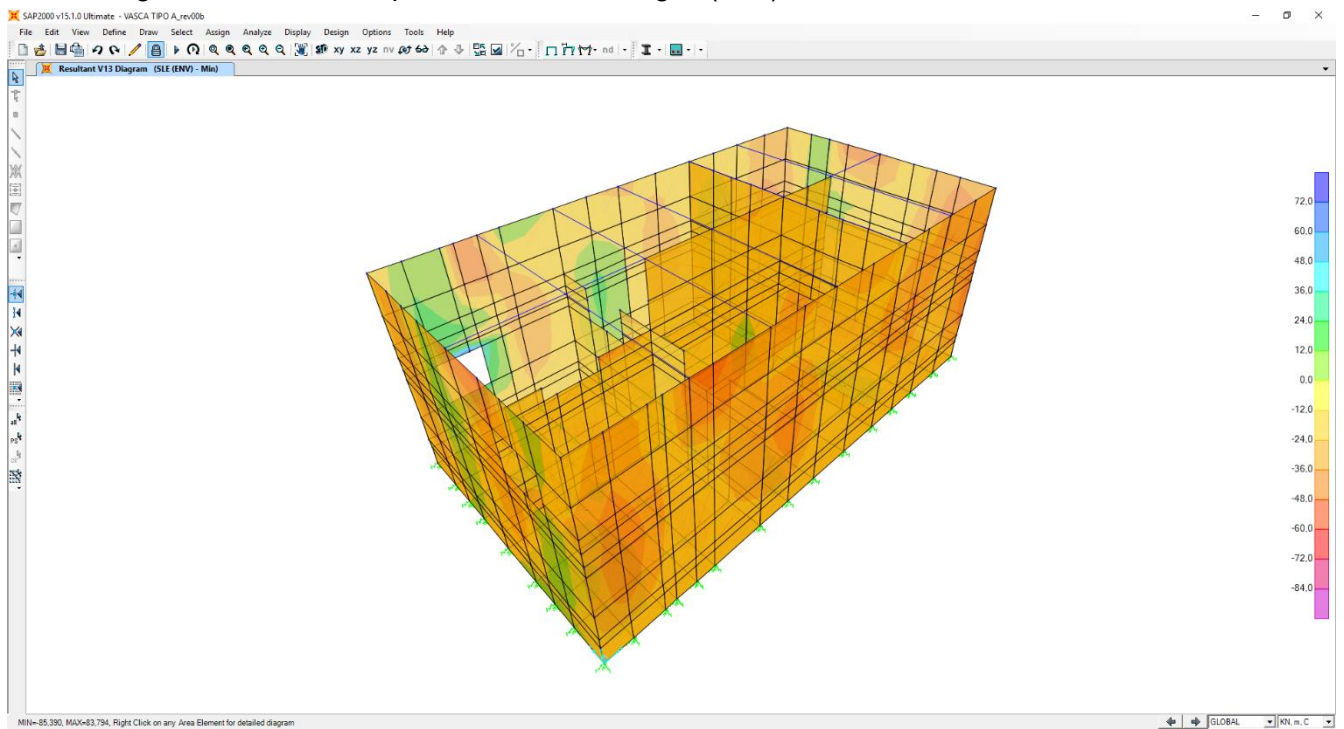 SAP2000 v15.1.0 Ultimate - VASCA TIPO A_rev00b
File Edit View Define Draw Select Assign Analyze Display Design Options Tools Help
xy xz yz nv nd
Resultant V13 Diagram (SLE (ENV) - Min)
72.0
60.0
48.0
36.0
24.0
12.0
0.0
-12.0
-24.0
-36.0
-48.0
-60.0
-72.0
-84.0
all
PS
MIN=-85,390, MAX=83,794, Right Click on any Area Element for detailed diagram
GLOBAL
KN, m, C